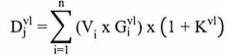 D_j^{vl} = \sum_{i=1}^{n} (V_i x G_i^{vl}) x (1 + K^{vl})